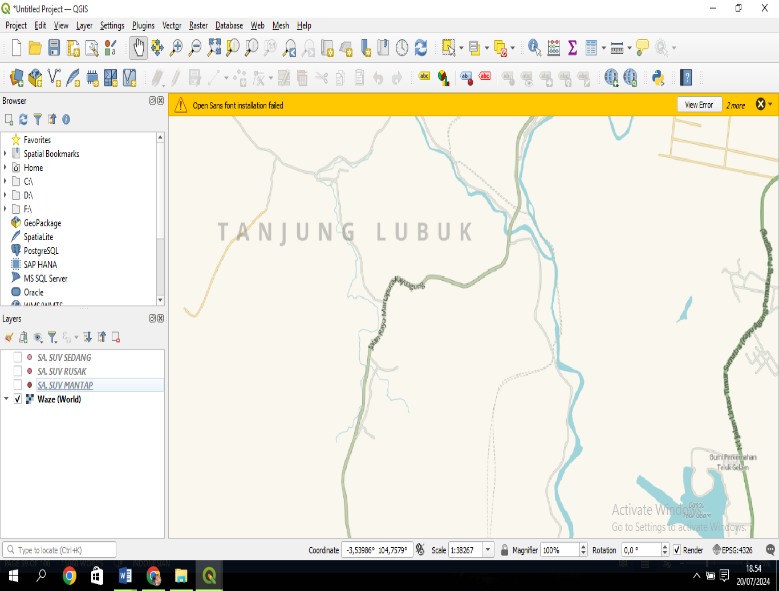 *Untitled Project — QGIS
Project Edit View Layer Settings Plugins Vector Raster Database Web Mesh Help
Browser
Open Sans font installation failed
View Error
2 more
Favorites
Spatial Bookmarks
Home
C:\
D:\
F:\
GeoPackage
SpatiaLite
PostgreSQL
SAP HANA
MS SQL Server
Oracle
WMS/WMTS
TANJUNG LUBUK
Layers
SA. SUV SEDANG
SA. SUV RUSAK
SA. SUV MANTAP
Waze (World)
Bumi Perkemahan
Teluk Gelam
Activate Windows
Go to Settings to activate Windows.
Type to locate (Ctrl+K)
Coordinate -3,53986° 104,7579° Scale 1:38267 Magnifier 100% Rotation 0,0 ° Render EPSG:4326
18.54
20/07/2024